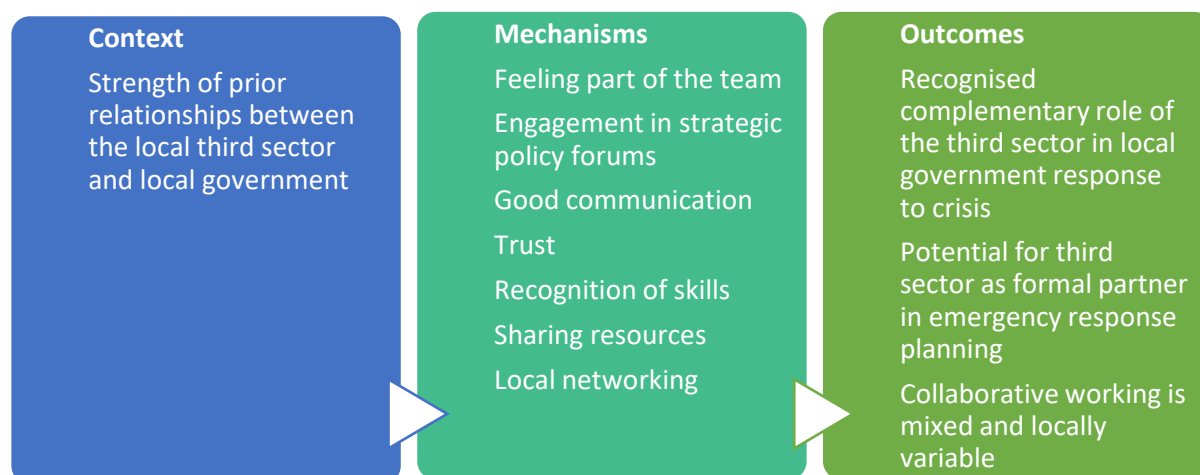 Context
Strength of prior
relationships between
the local third sector
and local government
Mechanisms
Feeling part of the team
Engagement in strategic
policy forums
Good communication
Trust
Recognition of skills
Sharing resources
Local networking
Outcomes
Recognised
complementary role of
the third sector in local
government response
to crisis
Potential for third
sector as formal partner
in emergency response
planning
Collaborative working is
mixed and locally
variable